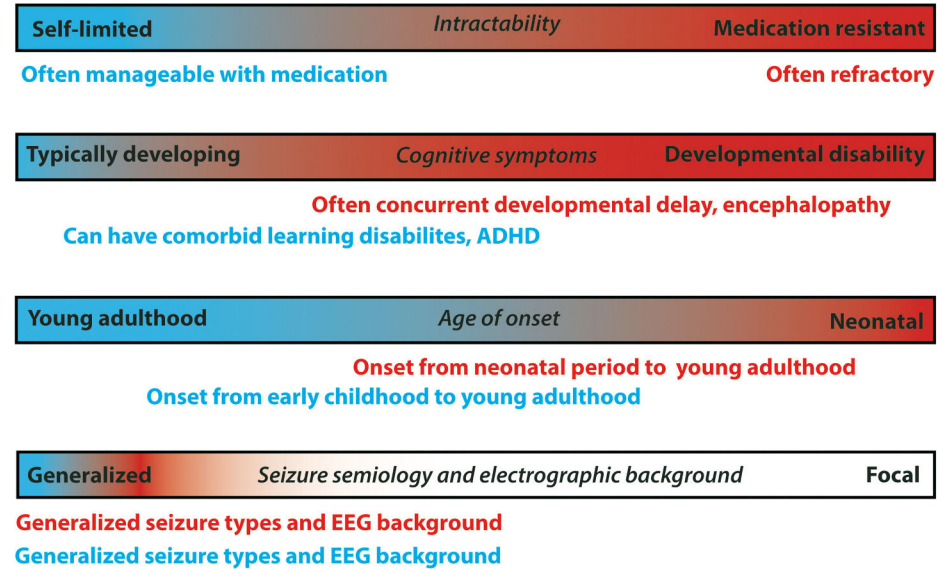 Self-limited Intractability Medication resistant
Often manageable with medication Often refractory
Typically developing Cognitive symptoms Developmental disability
Often concurrent developmental delay, encephalopathy
Can have comorbid learning disabilites, ADHD
Young adulthood Age of onset Neonatal
Onset from neonatal period to young adulthood
Onset from early childhood to young adulthood
Generalized Seizure semiology and electrographic background Focal
Generalized seizure types and EEG background
Generalized seizure types and EEG background